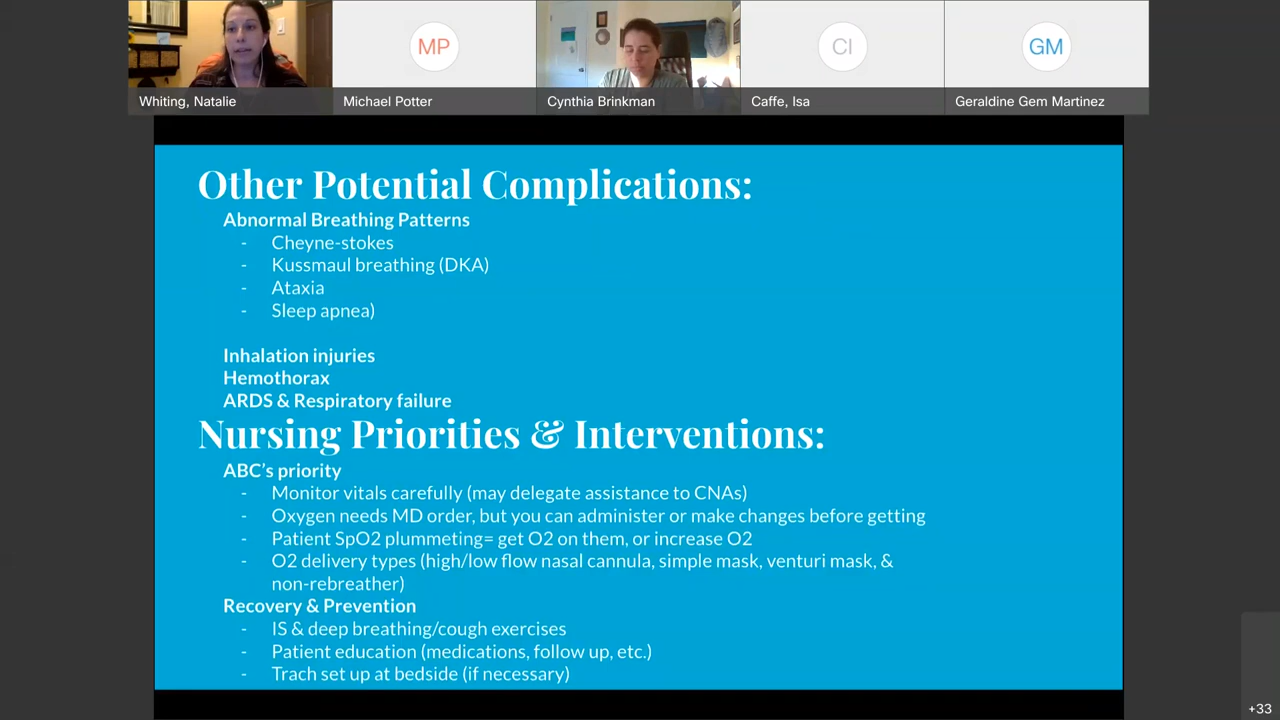 MP
CI
GM
Whiting, Natalie
Michael Potter
Cynthia Brinkman
Caffe, Isa
Geraldine Gem Martinez
Other Potential Complications:
Abnormal Breathing Patterns
- Cheyne-stokes
- Kussmaul breathing (DKA)
- Ataxia
- Sleep apnea)
Inhalation injuries
Hemothorax
ARDS & Respiratory failure
Nursing Priorities & Interventions:
ABC's priority
- Monitor vitals carefully (may delegate assistance to CNAs)
- Oxygen needs MD order, but you can administer or make changes before getting
- Patient SpO2 plummeting= get O2 on them, or increase O2
- O2 delivery types (high/low flow nasal cannula, simple mask, venturi mask, &
non-rebreather)
Recovery & Prevention
- IS & deep breathing/cough exercises
- Patient education (medications, follow up, etc.)
- Trach set up at bedside (if necessary)
+33